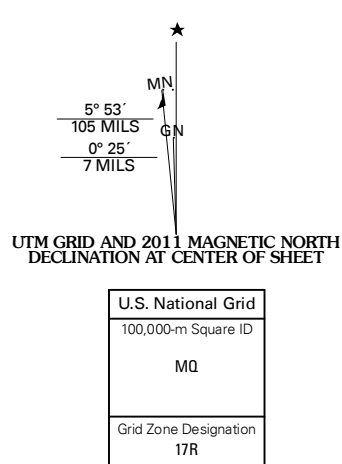 ★
M.N.
5° 53´
105 MILS
GN
0° 25´
7 MILS
UTM GRID AND 2011 MAGNETIC NORTH
DECLINATION AT CENTER OF SHEET
U.S. National Grid
100,000-m Square ID
MQ
Grid Zone Designation
17R